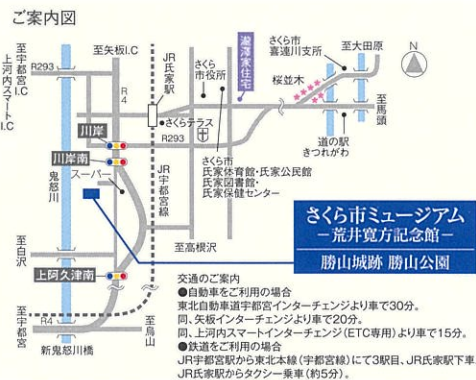 ご案内図
至宇都宮I.C
上河内スマートI.C
R293
至矢板I.C
R4
JR氏家駅
さくら市役所
瀧澤家住宅
さくら市喜連川支所
至大田原
桜並木
N
至馬頭
道の駅
きつれがわ
さくらテラス
川岸
R293
川岸南
スーパー
鬼怒川
JR宇都宮線
さくら市
氏家体育館・氏家公民館
氏家図書館・
氏家保健センター
至白沢
至高根沢
上阿久津南
至宇都宮
R4
新鬼怒川橋
至烏山
さくら市ミュージアム
－荒井寛方記念館－
勝山城跡 勝山公園
交通のご案内
●自動車をご利用の場合
東北自動車道宇都宮インターチェンジより車で30分。
同、矢板インターチェンジより車で20分。
同、上河内スマートインターチェンジ(ETC専用)より車で15分。
●鉄道をご利用の場合
JR宇都宮駅から東北本線(宇都宮線)にて3駅目、JR氏家駅下車
JR氏家駅からタクシー乗車(約5分)。